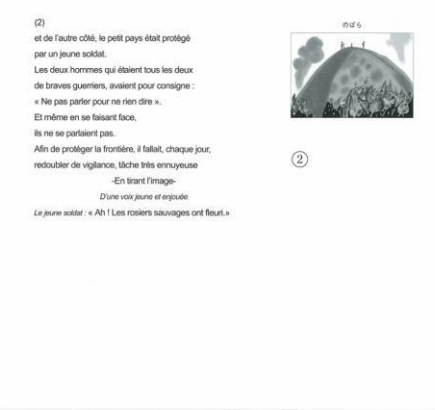 (2)
et de l'autre côté, le petit pays était protégé
par un jeune soldat.
Les deux hommes qui étaient tous les deux
de braves guerriers, avaient pour consigne :
« Ne pas parler pour ne rien dire ».
Et même en se faisant face,
ils ne se parlaient pas.
Afin de protéger la frontière, il fallait, chaque jour,
redoubler de vigilance, tâche très ennuyeuse
-En tirant l'image-
D'une voix jeune et enjouée
Le jeune soldat : « Ah ! Les rosiers sauvages ont fleuri.»
のばら
②